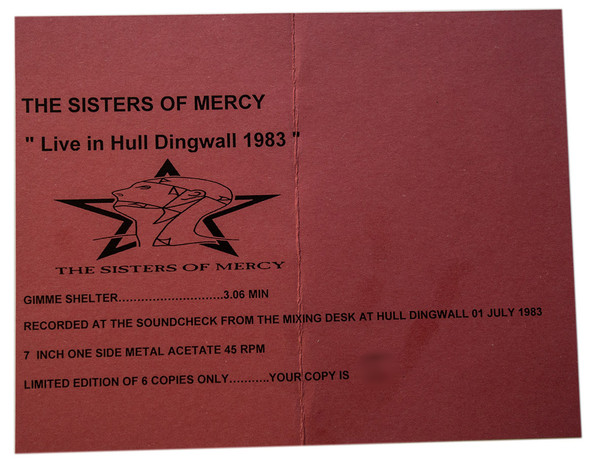 THE SISTERS OF MERCY
" Live in Hull Dingwall 1983 "
THE SISTERS OF MERCY
GIMME SHELTER............................3.06 MIN
RECORDED AT THE SOUNDCHECK FROM THE MIXING DESK AT HULL DINGWALL 01 JULY 1983
7 INCH ONE SIDE METAL ACETATE 45 RPM
LIMITED EDITION OF 6 COPIES ONLY...........YOUR COPY IS